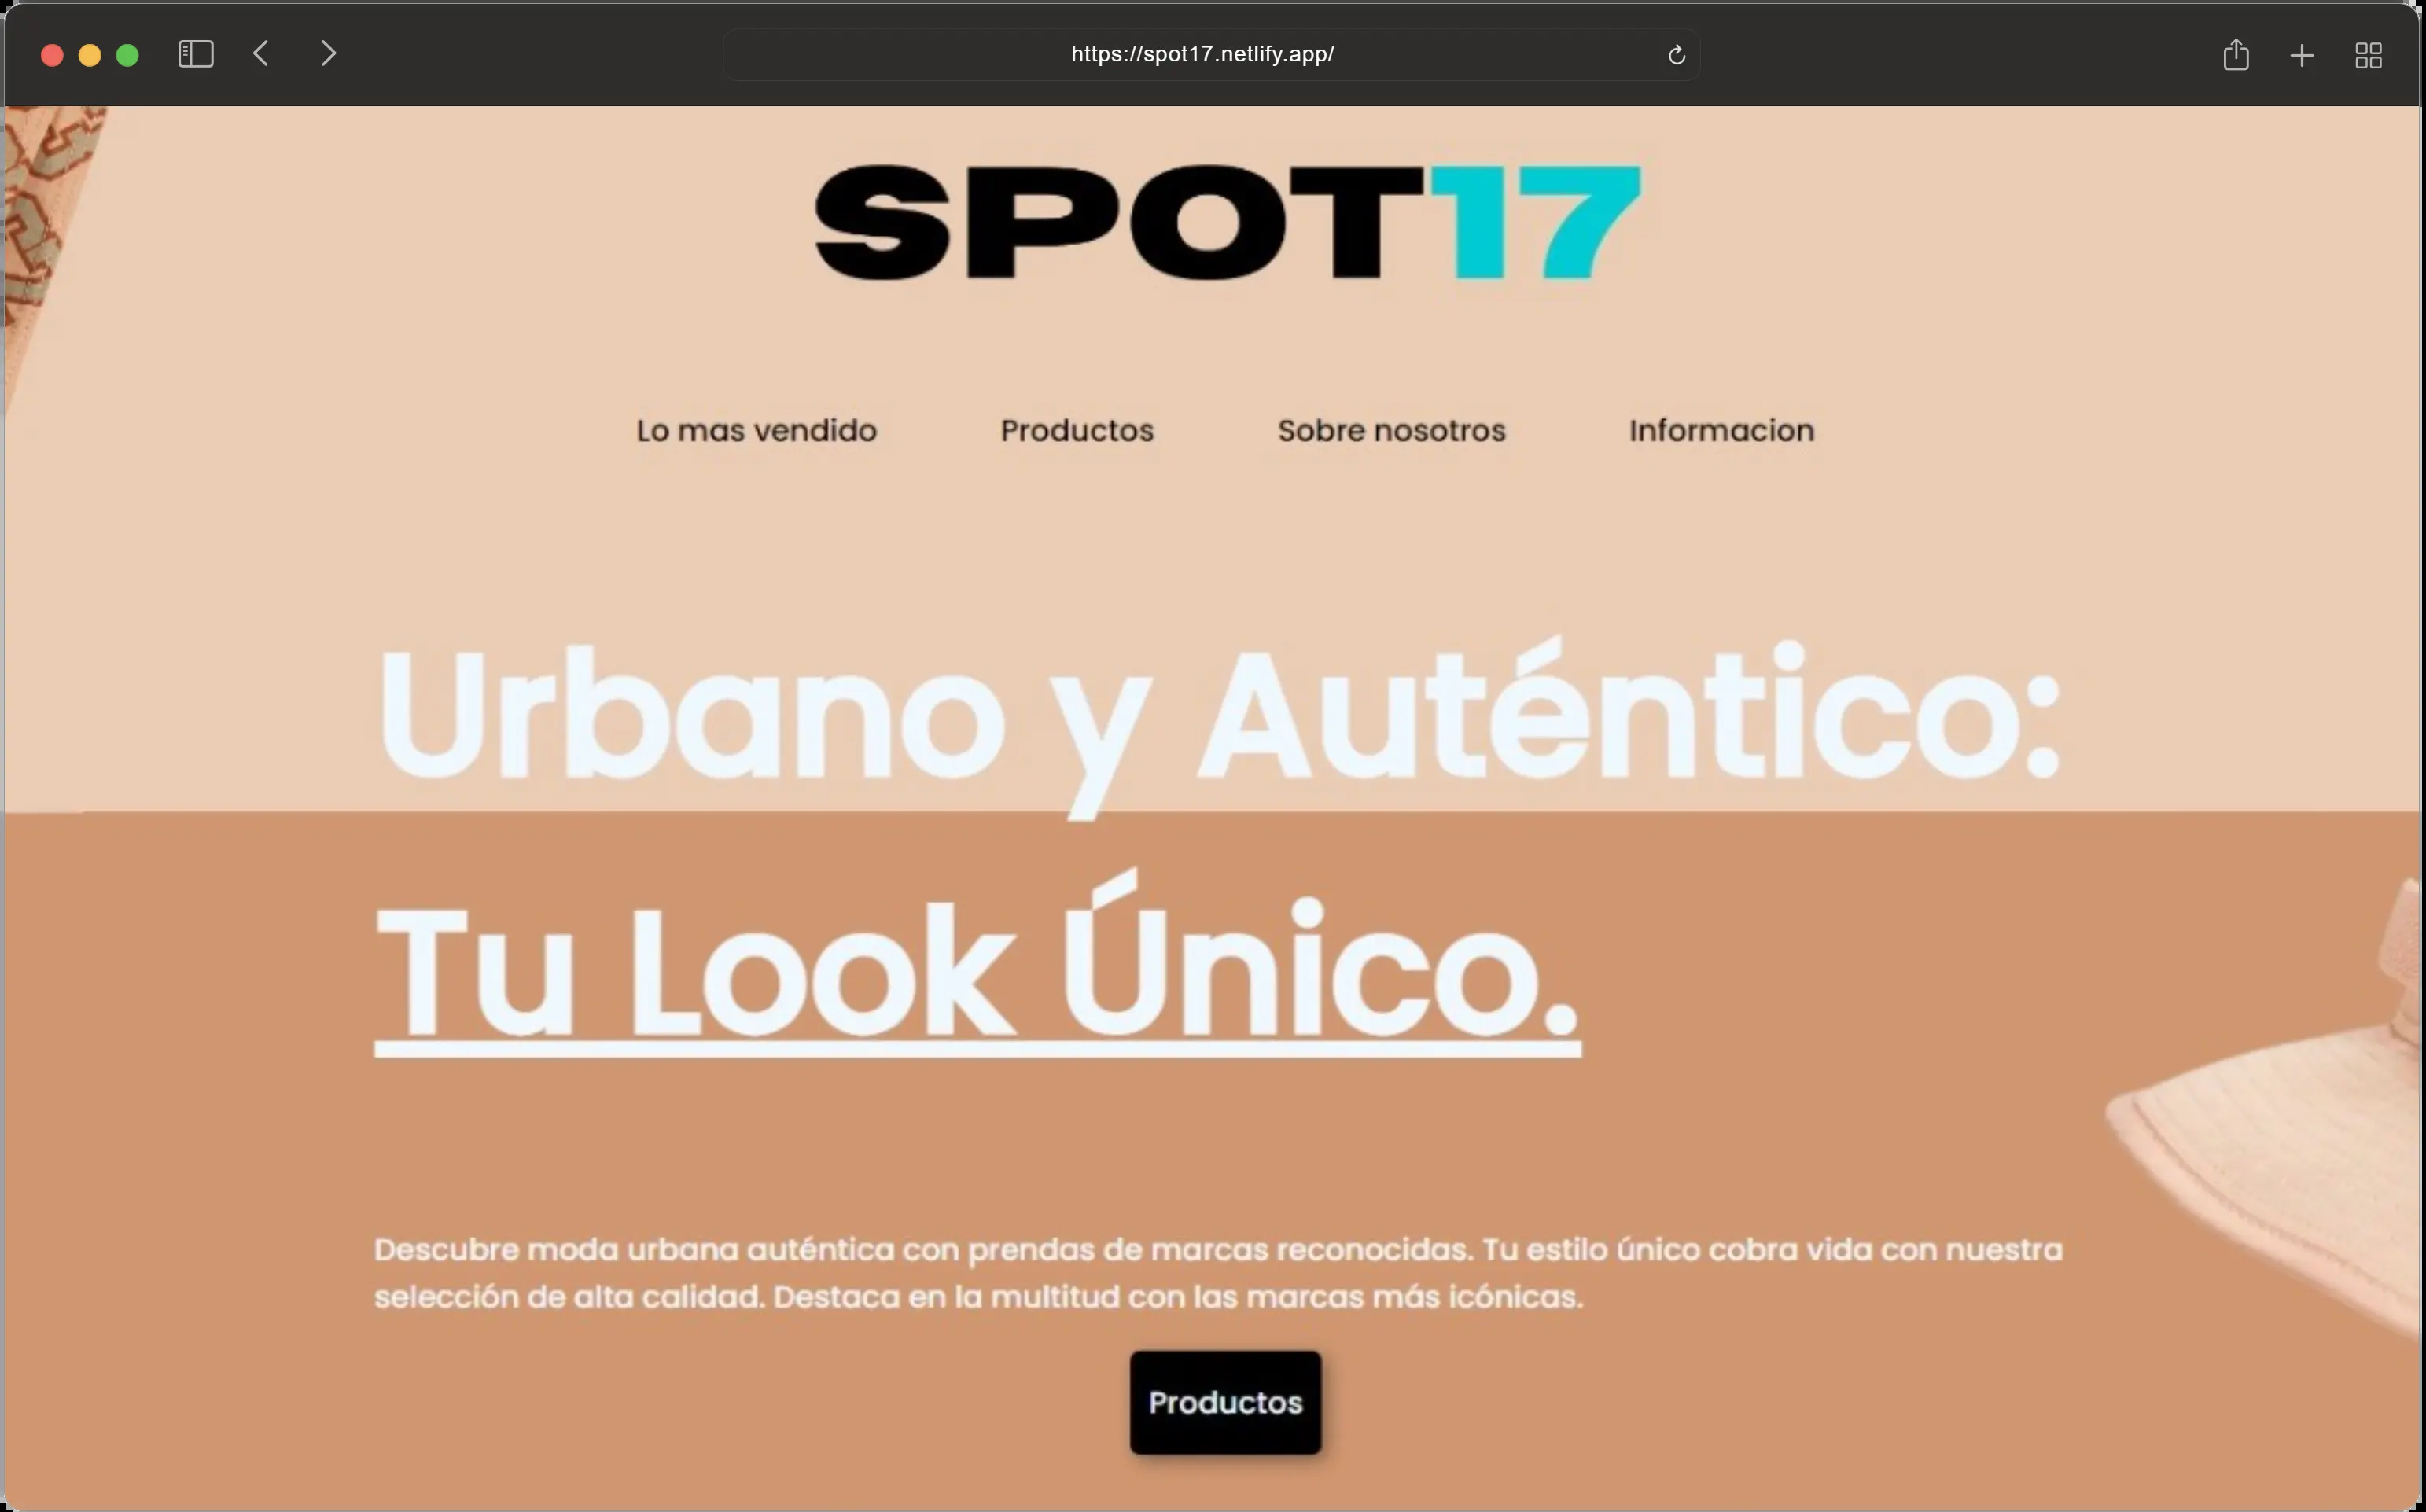 https://spot17.netlify.app/
SPOT17
Lo mas vendido Productos Sobre nosotros Informacion
Urbano y Auténtico:
Tu Look Único.
Descubre moda urbana auténtica con prendas de marcas reconocidas. Tu estilo único cobra vida con nuestra
selección de alta calidad. Destaca en la multitud con las marcas más icónicas.
Productos